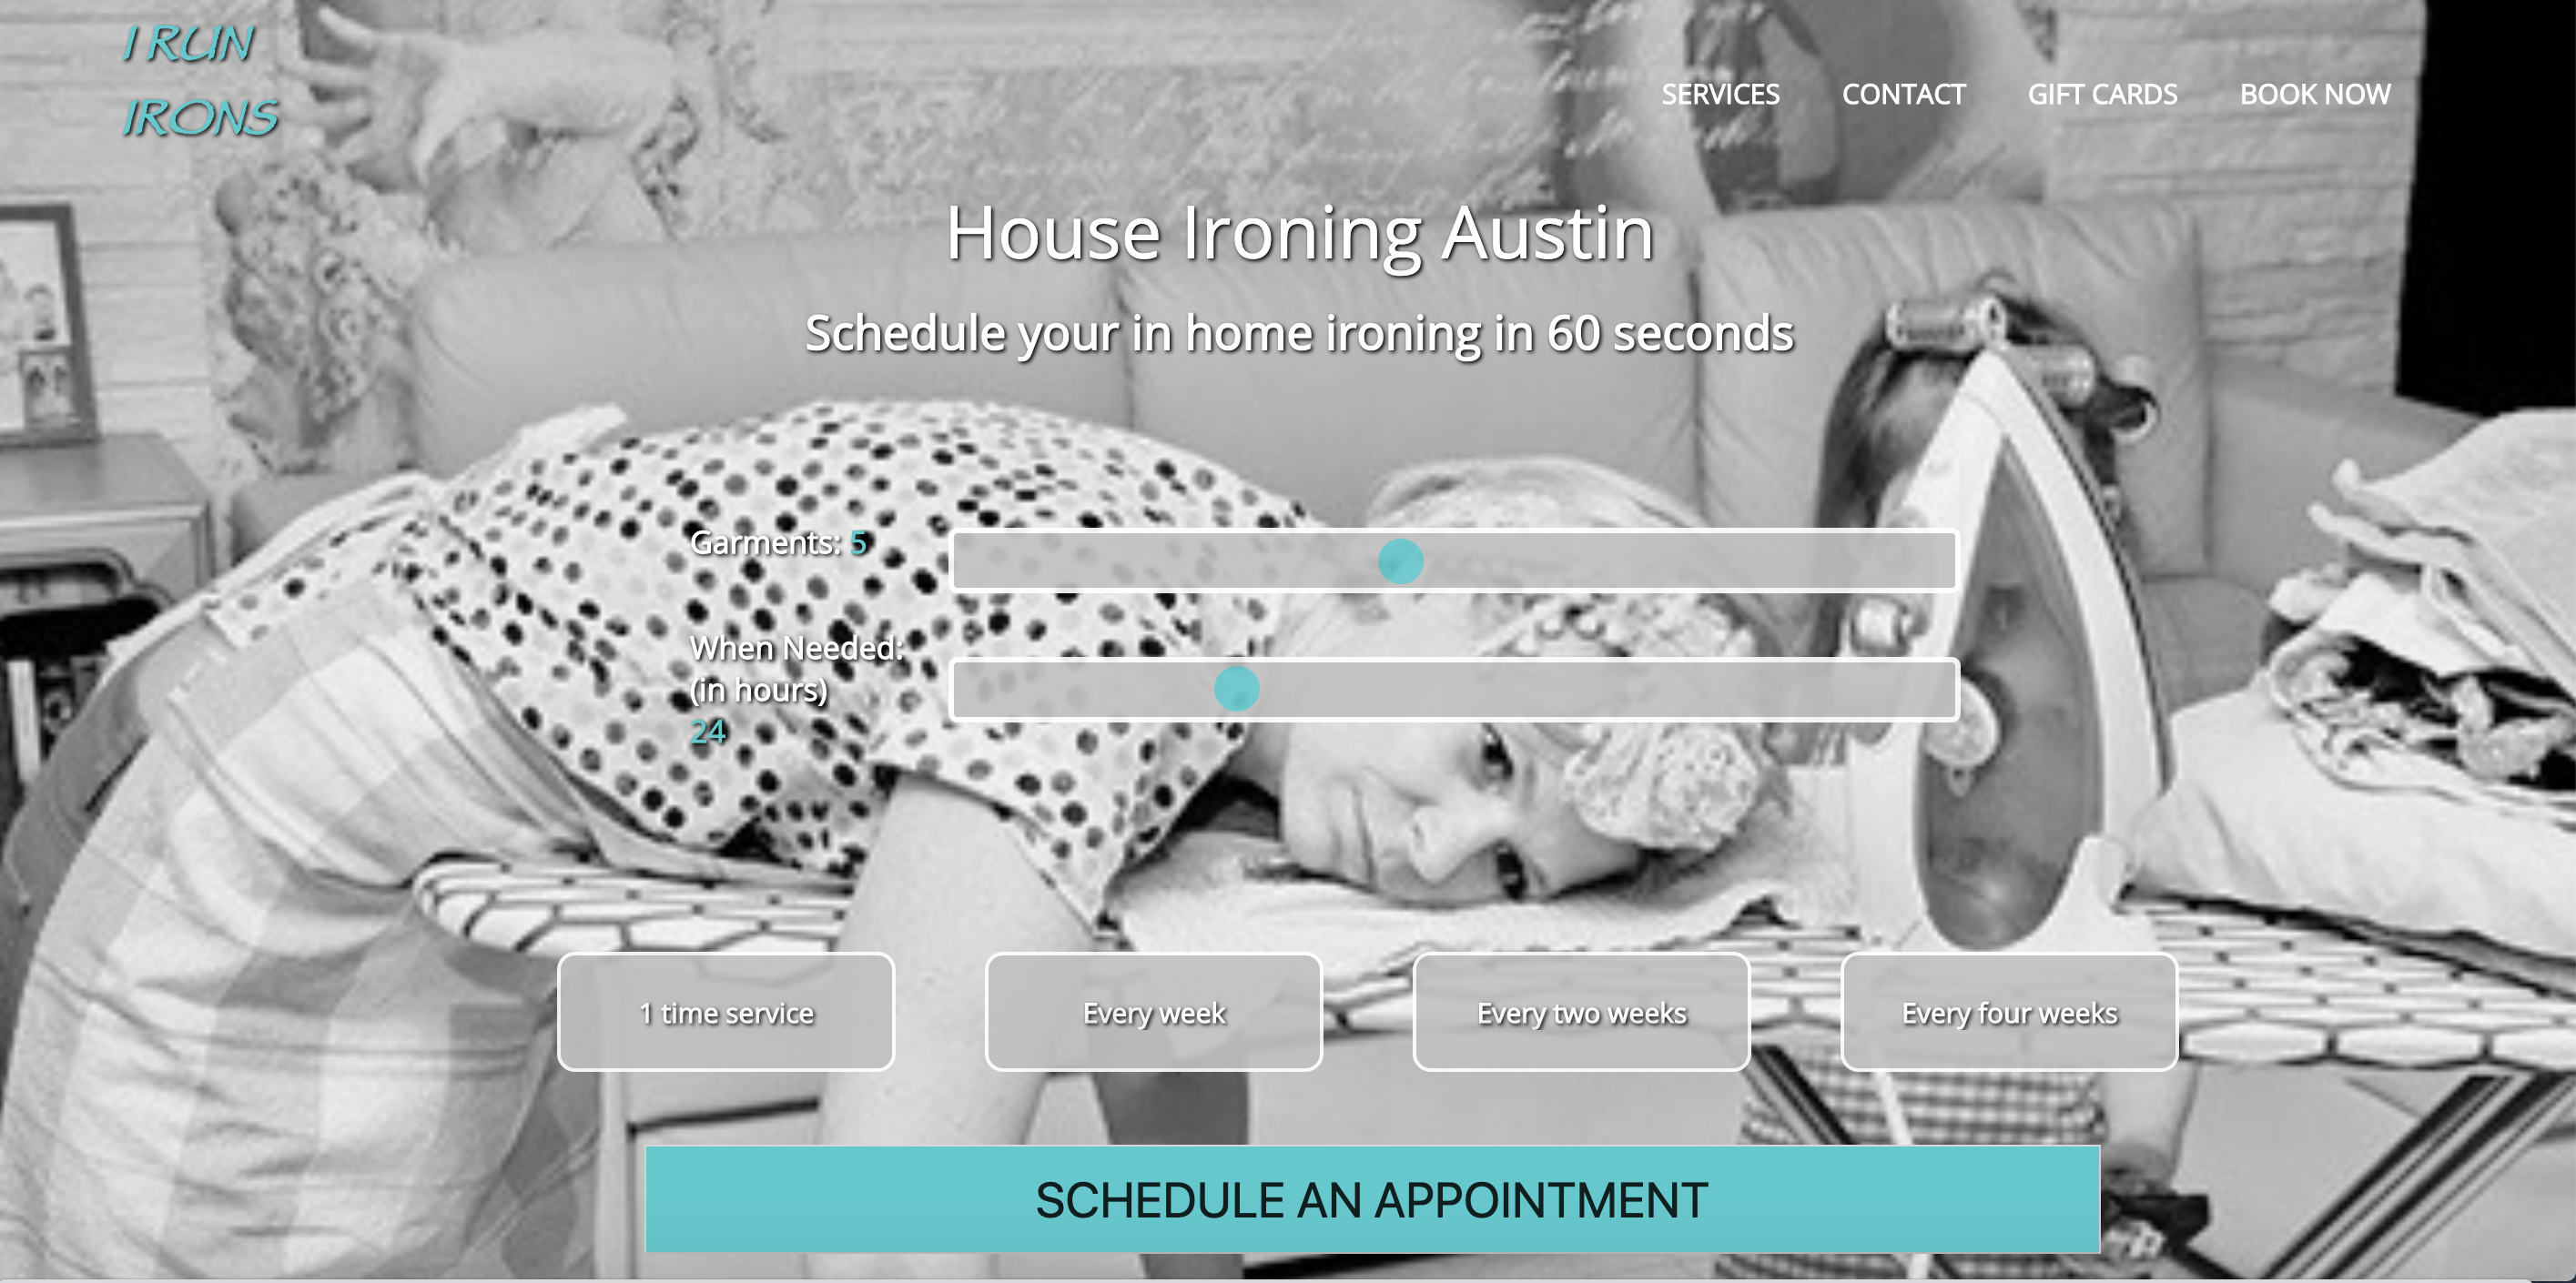 I RUN
IRONS
SERVICES
CONTACT
GIFT CARDS
BOOK NOW
House Ironing Austin
Schedule your in home ironing in 60 seconds
Garments: 5
When Needed:
(in hours)
24
1 time service
Every week
Every two weeks
Every four weeks
SCHEDULE AN APPOINTMENT